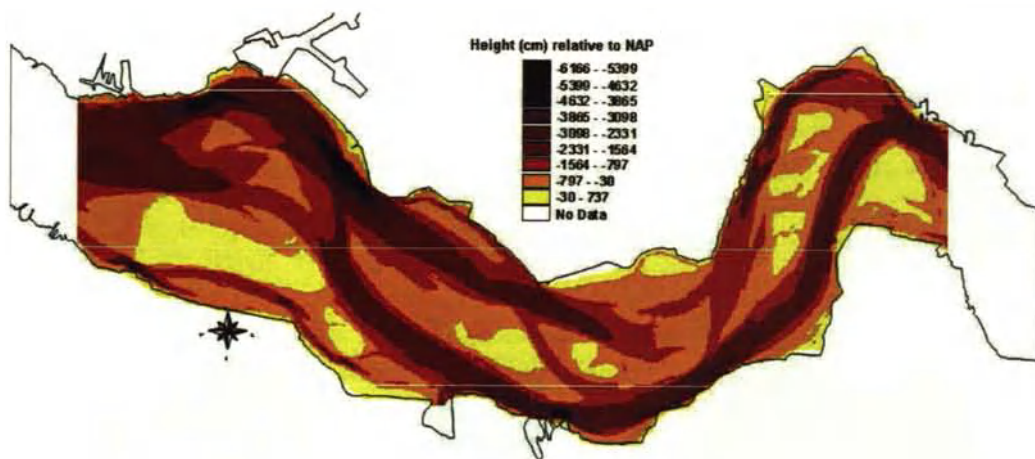 Height (cm) relative to NAP
-6166 - -5399
-5399 - -4632
-4632 - -3865
-3865 - -3098
-3098 - -2331
-2331 - -1564
-1564 - -797
-797 - -30
-30 - 737
No Data